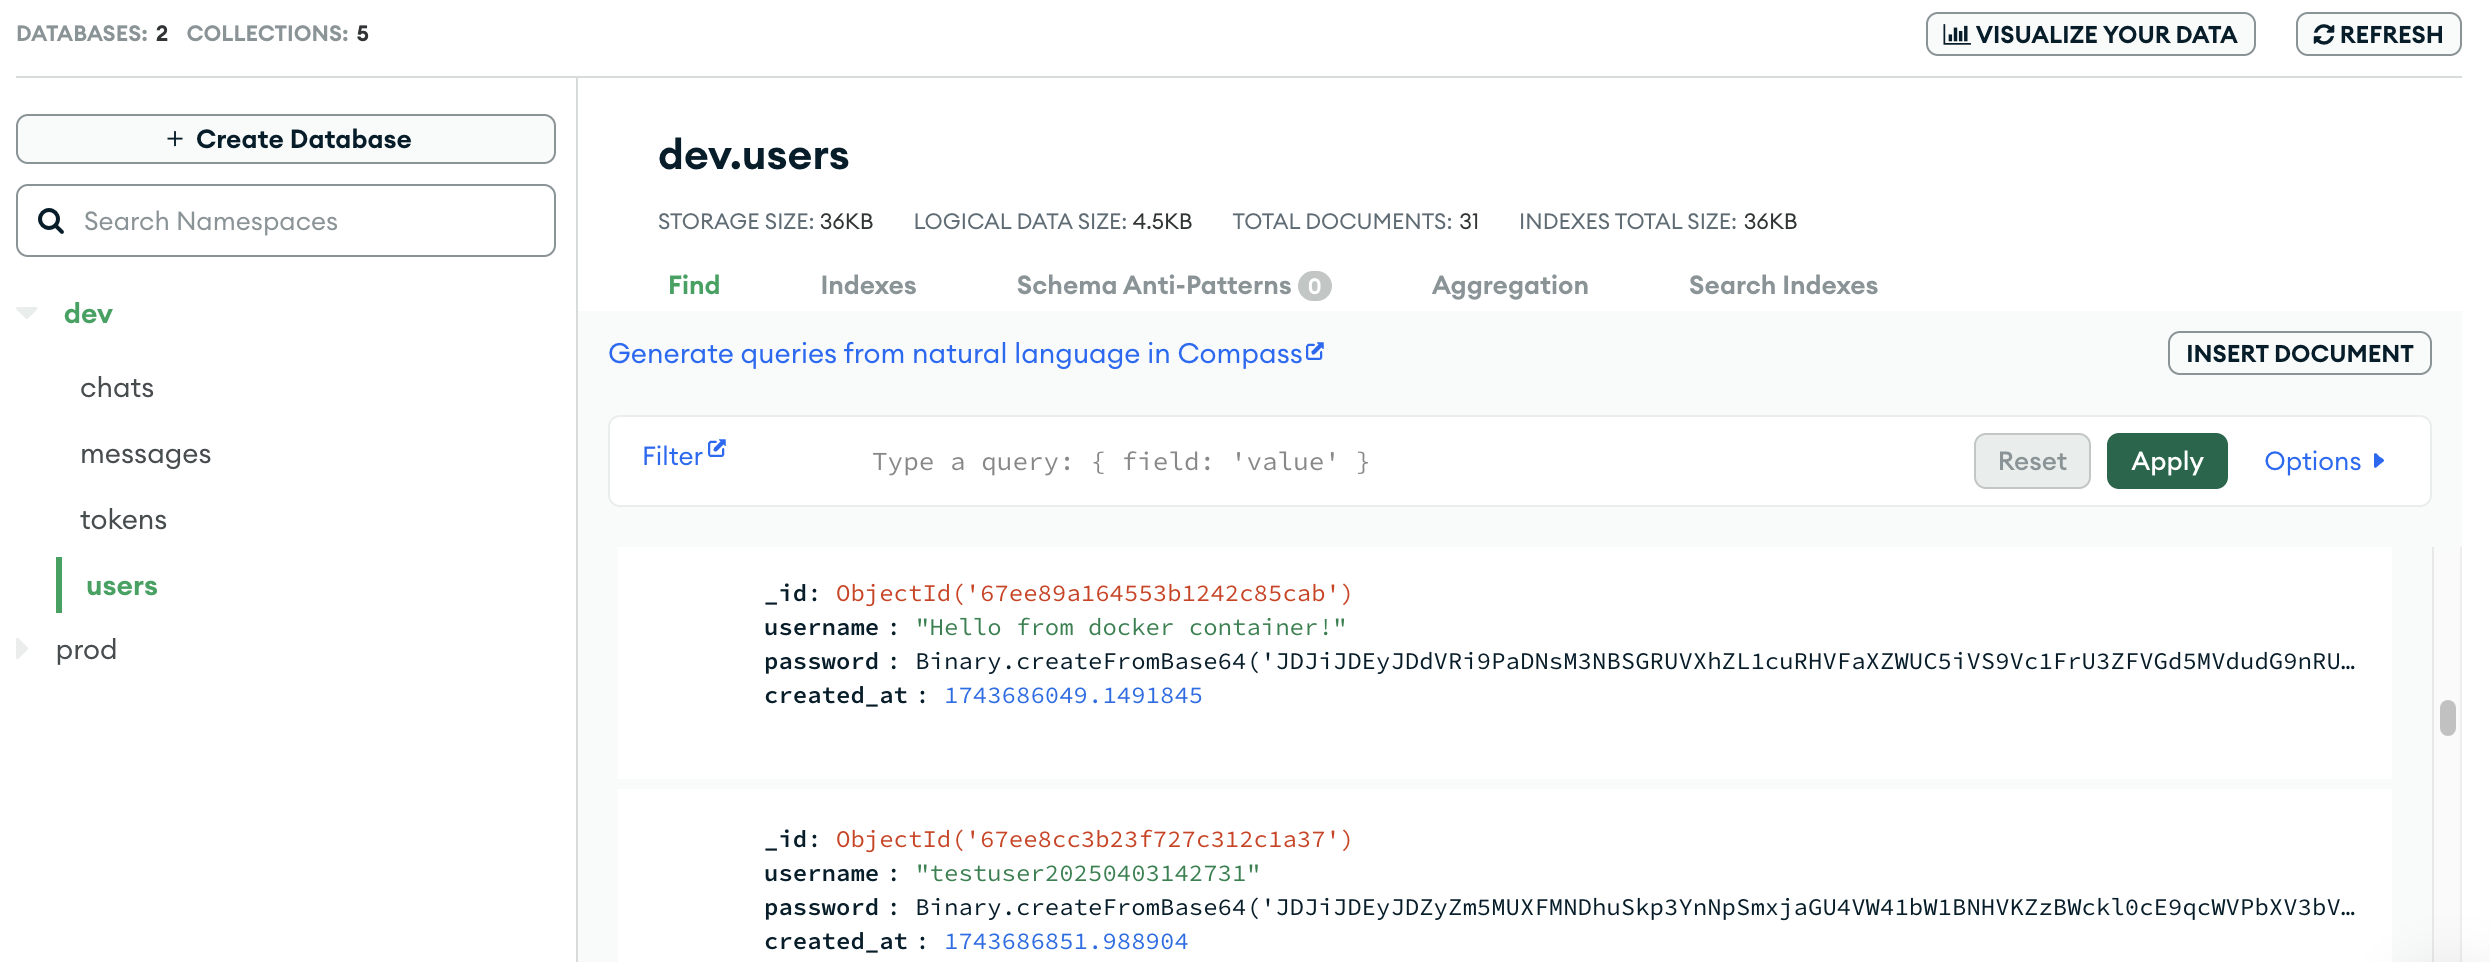 DATABASES: 2 COLLECTIONS: 5
VISUALIZE YOUR DATA
REFRESH
+ Create Database
Search Namespaces
dev
chats
messages
tokens
users
prod
dev.users
STORAGE SIZE: 36KB LOGICAL DATA SIZE: 4.5KB TOTAL DOCUMENTS: 31 INDEXES TOTAL SIZE: 36KB
Find Indexes Schema Anti-Patterns 0 Aggregation Search Indexes
Generate queries from natural language in Compass
INSERT DOCUMENT
Filter
Type a query: { field: 'value' }
Reset
Apply
Options
_id: ObjectId('67ee89a164553b1242c85cab')
username : "Hello from docker container!"
password : Binary.createFromBase64('JDJiJDEyJDdVRi9PaDNsM3NBSGRUVXhZL1cuRHVFaXZWUC5iVS9Vc1FrU3ZFVGd5MVdudG9nRU…
created_at : 1743686049.1491845
_id: ObjectId('67ee8cc3b23f727c312c1a37')
username : "testuser20250403142731"
password : Binary.createFromBase64('JDJiJDEyJDZyZm5MUXFMNDhuSkp3YnNpSmxjaGU4VW41bW1BNHVKZzBWckl0cE9qcWVPbXV3bV…
created_at : 1743686851.988904